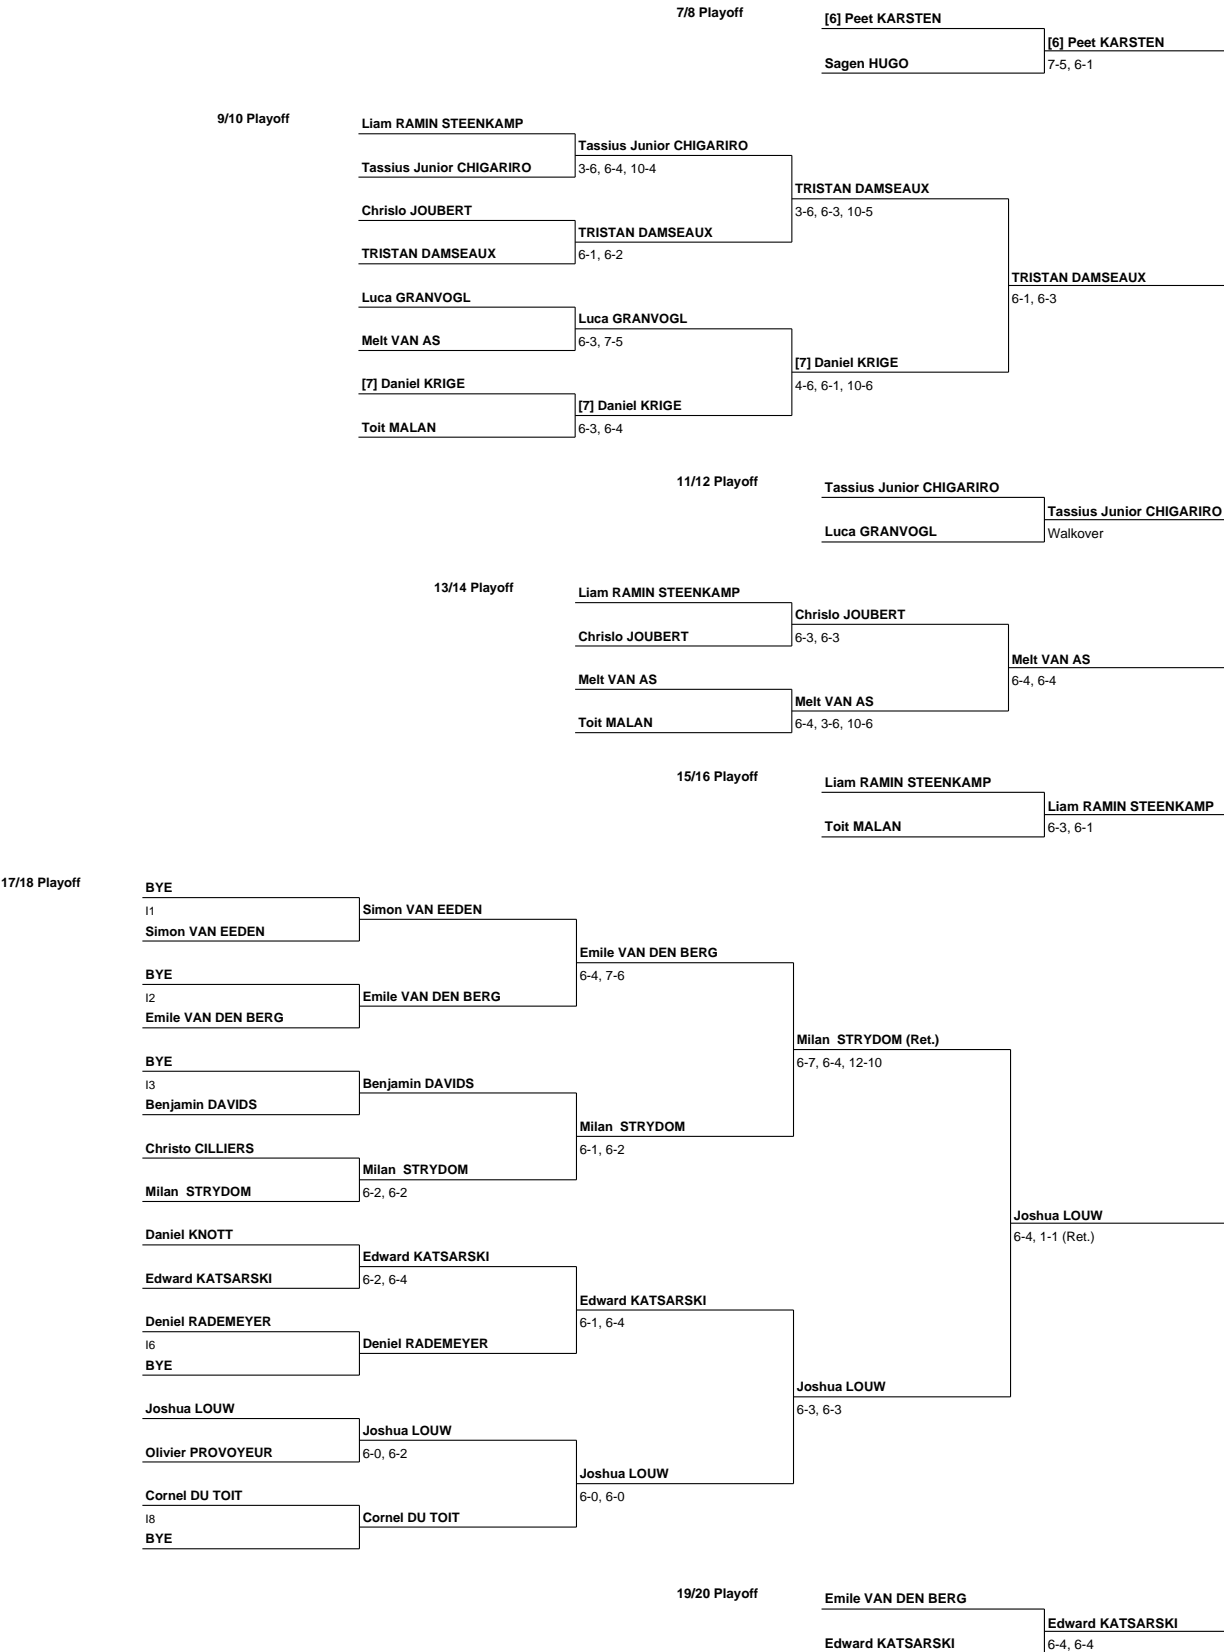 7/8 Playoff
[6] Peet KARSTEN
[6] Peet KARSTEN
Sagen HUGO
7-5, 6-1
9/10 Playoff
Liam RAMIN STEENKAMP
Tassius Junior CHIGARIRO
Tassius Junior CHIGARIRO
3-6, 6-4, 10-4
TRISTAN DAMSEAUX
Chrislo JOUBERT
3-6, 6-3, 10-5
TRISTAN DAMSEAUX
TRISTAN DAMSEAUX
6-1, 6-2
TRISTAN DAMSEAUX
Luca GRANVOGL
6-1, 6-3
Luca GRANVOGL
Melt VAN AS
6-3, 7-5
[7] Daniel KRIGE
[7] Daniel KRIGE
4-6, 6-1, 10-6
[7] Daniel KRIGE
Toit MALAN
6-3, 6-4
11/12 Playoff
Tassius Junior CHIGARIRO
Tassius Junior CHIGARIRO
Luca GRANVOGL
Walkover
13/14 Playoff
Liam RAMIN STEENKAMP
Chrislo JOUBERT
Chrislo JOUBERT
6-3, 6-3
Melt VAN AS
Melt VAN AS
6-4, 6-4
Melt VAN AS
Toit MALAN
6-4, 3-6, 10-6
15/16 Playoff
Liam RAMIN STEENKAMP
Liam RAMIN STEENKAMP
Toit MALAN
6-3, 6-1
17/18 Playoff
BYE
I1
Simon VAN EEDEN
Simon VAN EEDEN
Emile VAN DEN BERG
BYE
6-4, 7-6
I2
Emile VAN DEN BERG
Emile VAN DEN BERG
Milan STRYDOM (Ret.)
BYE
6-7, 6-4, 12-10
I3
Benjamin DAVIDS
Benjamin DAVIDS
Milan STRYDOM
Christo CILLIERS
6-1, 6-2
Milan STRYDOM
Milan STRYDOM
6-2, 6-2
Joshua LOUW
Daniel KNOTT
6-4, 1-1 (Ret.)
Edward KATSARSKI
Edward KATSARSKI
6-2, 6-4
Edward KATSARSKI
Deniel RADEMEYER
6-1, 6-4
I6
Deniel RADEMEYER
BYE
Joshua LOUW
Joshua LOUW
6-3, 6-3
Joshua LOUW
Olivier PROVOYEUR
6-0, 6-2
Joshua LOUW
Cornel DU TOIT
6-0, 6-0
I8
Cornel DU TOIT
BYE
19/20 Playoff
Emile VAN DEN BERG
Edward KATSARSKI
Edward KATSARSKI
6-4, 6-4